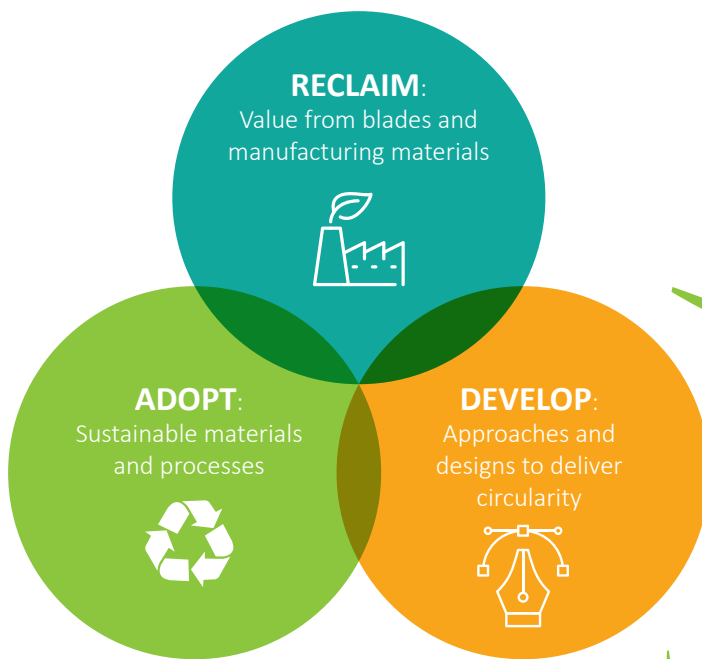 RECLAIM:
Value from blades and
manufacturing materials
ADOPT:
Sustainable materials
and processes
DEVELOP:
Approaches and
designs to deliver
circularity